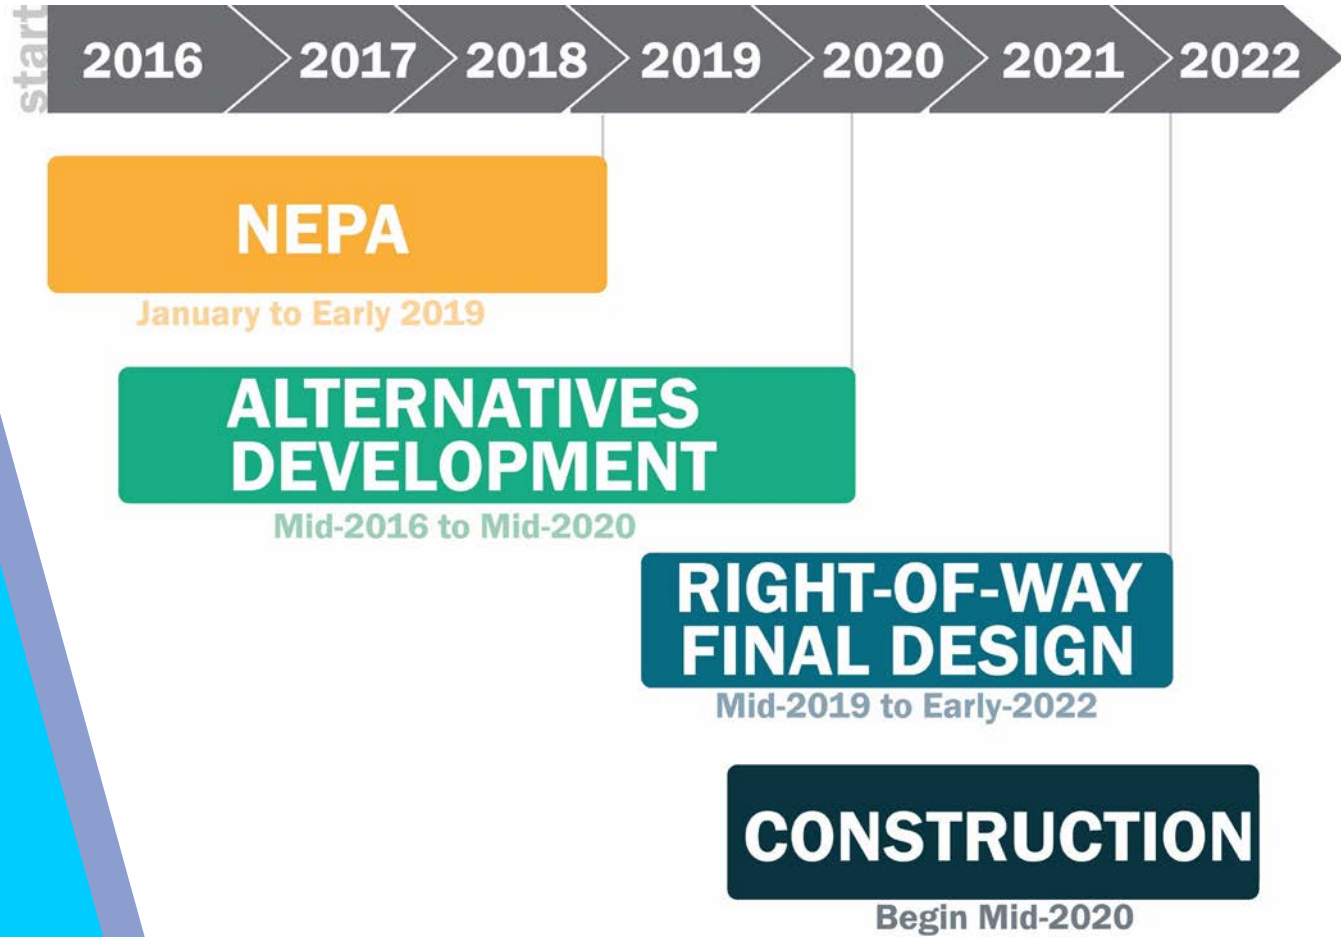 start
2016 2017 2018 2019 2020 2021 2022
NEPA
January to Early 2019
ALTERNATIVES
DEVELOPMENT
Mid-2016 to Mid-2020
RIGHT-OF-WAY
FINAL DESIGN
Mid-2019 to Early-2022
CONSTRUCTION
Begin Mid-2020